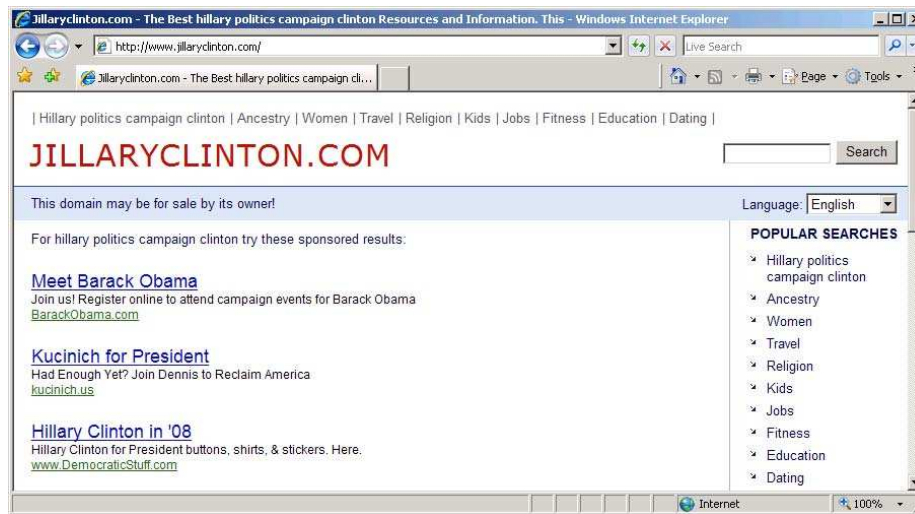 Jillaryclinton.com - The Best hillary politics campaign clinton Resources and Information. This - Windows Internet Explorer
http://www.jillaryclinton.com/
Live Search
Jillaryclinton.com - The Best hillary politics campaign cli...
Page
Tools
| Hillary politics campaign clinton | Ancestry | Women | Travel | Religion | Kids | Jobs | Fitness | Education | Dating |
JILLARYCLINTON.COM
Search
This domain may be for sale by its owner!
Language: English
For hillary politics campaign clinton try these sponsored results:
Meet Barack Obama
Join us! Register online to attend campaign events for Barack Obama
BarackObama.com
Kucinich for President
Had Enough Yet? Join Dennis to Reclaim America
kucinich.us
Hillary Clinton in '08
Hillary Clinton for President buttons, shirts, & stickers. Here.
www.DemocraticStuff.com
POPULAR SEARCHES
Hillary politics
campaign clinton
Ancestry
Women
Travel
Religion
Kids
Jobs
Fitness
Education
Dating
Internet
100%